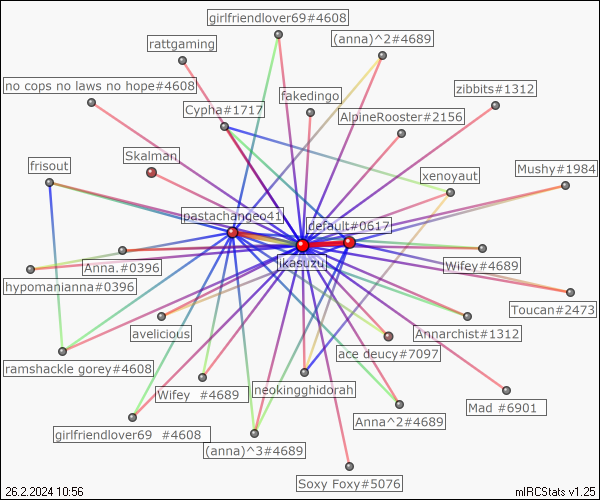 girlfriendlover69#4608
(anna)^2#4689
rattgaming
no cops no laws no hope#4608
fakedingo
zibbits#1312
Cypha#1717
AlpineRooster#2156
Skalman
frisout
xenoyaut
Mushy#1984
pastachangeo41
default#0617
ikasuzu
Anna.#0396
Wifey#4689
hypomanianna#0396
Toucan#2473
avelicious
Annarchist#1312
ace deucy#7097
ramshackle gorey#4608
Wifey  #4689
neokingghidorah
Mad #6901
Anna^2#4689
girlfriendlover69  #4608
(anna)^3#4689
Soxy Foxy#5076
26.2.2024 10:56
mIRCStats v1.25